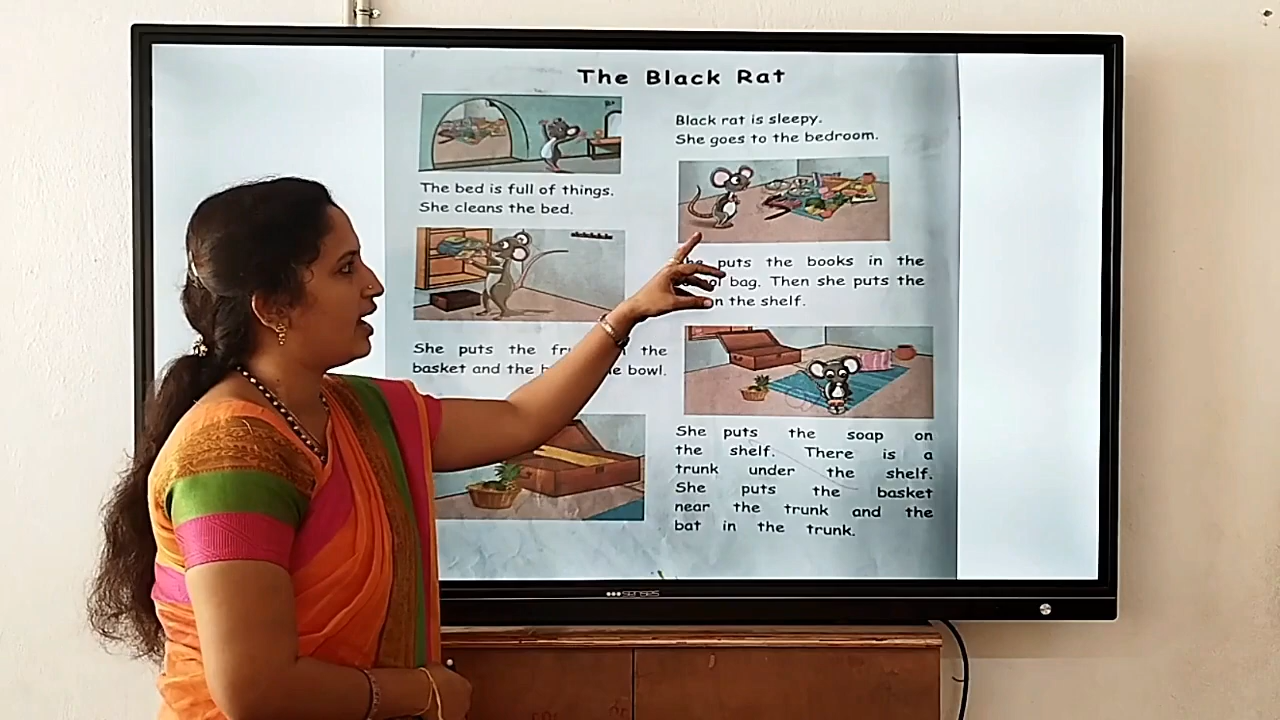 The Black Rat
Black rat is sleepy.
She goes to the bedroom.
The bed is full of things.
She cleans the bed.
puts the books in the
bag. Then she puts the
the shelf.
She puts the the
basket and the bowl.
She puts the soap on
the shelf. There is a
trunk under the shelf.
She puts the basket
near the trunk and the
bat in the trunk.
senses